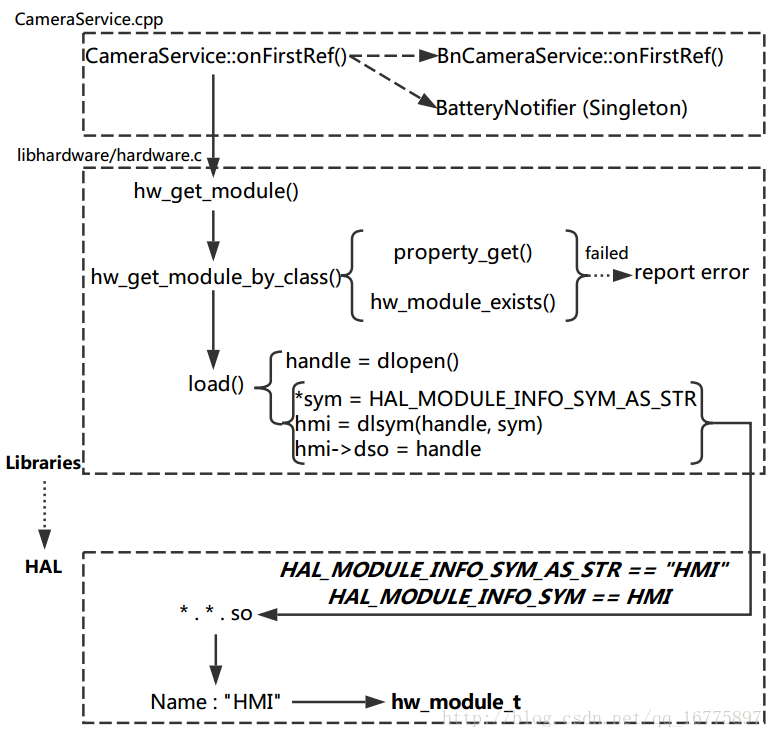 CameraService.cpp
CameraService::onFirstRef()
BnCameraService::onFirstRef()
BatteryNotifier (Singleton)
libhardware/hardware.c
hw_get_module()
hw_get_module_by_class()
property_get()
hw_module_exists()
failed
report error
load()
handle = dlopen()
*sym = HAL_MODULE_INFO_SYM_AS_STR
hmi = dlsym(handle, sym)
hmi->dso = handle
Libraries
HAL
HAL_MODULE_INFO_SYM_AS_STR == "HMI"
HAL_MODULE_INFO_SYM == HMI
* . * . so
Name : "HMI"
hw_module_t
http://blog.csdn.net/qq_16775897